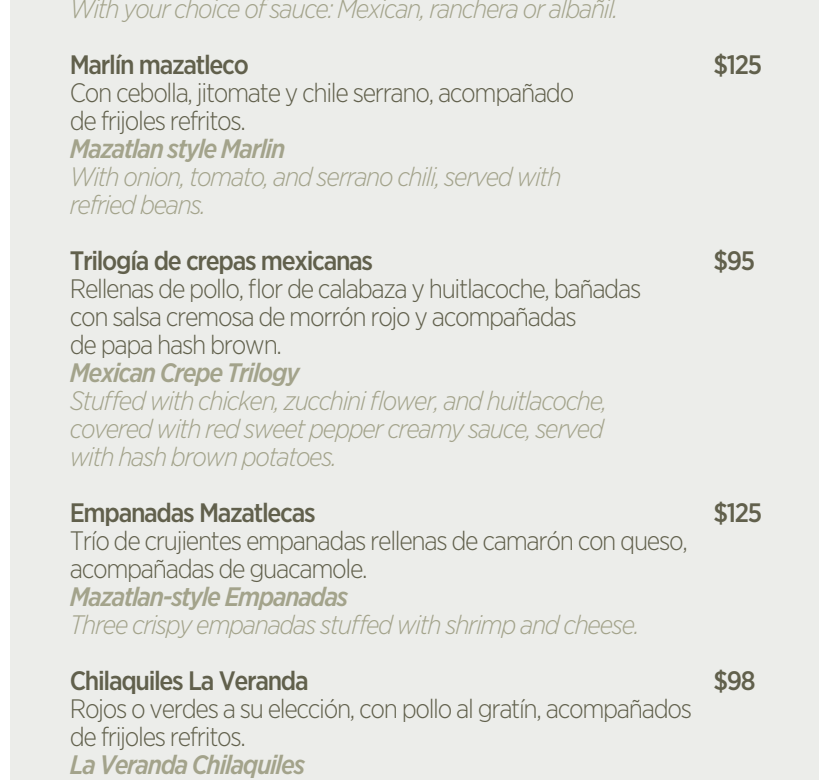 With your choice of sauce: Mexican, ranchera or albañil.
Marlín mazatleco $125
Con cebolla, jitomate y chile serrano, acompañado
de frijoles refritos.
Mazatlan style Marlin
With onion, tomato, and serrano chili, served with
refried beans.
Trilogía de crepas mexicanas $95
Rellenas de pollo, flor de calabaza y huitlacoche, bañadas
con salsa cremosa de morrón rojo y acompañadas
de papa hash brown.
Mexican Crepe Trilogy
Stuffed with chicken, zucchini flower, and huitlacoche,
covered with red sweet pepper creamy sauce, served
with hash brown potatoes.
Empanadas Mazatlecas $125
Trío de crujientes empanadas rellenas de camarón con queso,
acompañadas de guacamole.
Mazatlan-style Empanadas
Three crispy empanadas stuffed with shrimp and cheese.
Chilaquiles La Veranda $98
Rojos o verdes a su elección, con pollo al gratín, acompañados
de frijoles refritos.
La Veranda Chilaquiles